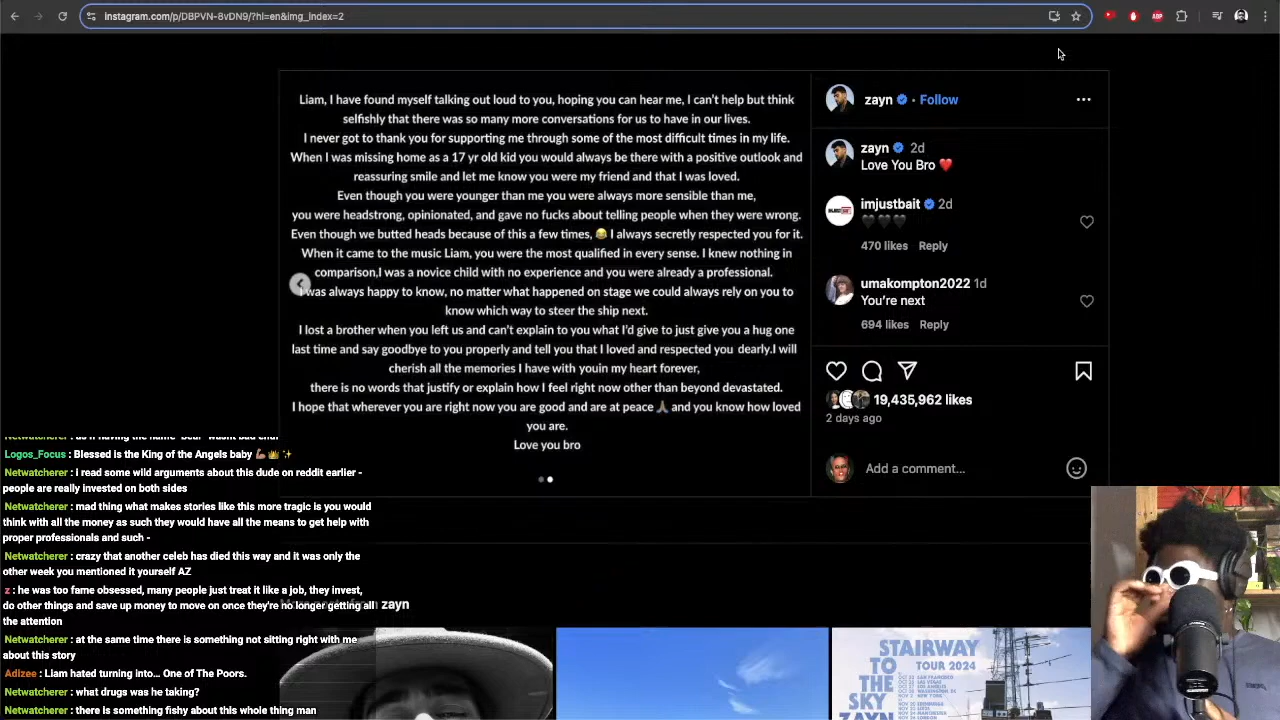 instagram.com/p/DBPVN-8vDN9/?hl=en&img_index=2
Liam, I have found myself talking out loud to you, hoping you can hear me, I can't help but think
selfishly that there was so many more conversations for us to have in our lives.
I never got to thank you for supporting me through some of the most difficult times in my life.
When I was missing home as a 17 yr old kid you would always be there with a positive outlook and
reassuring smile and let me know you were my friend and that I was loved.
Even though you were younger than me you were always more sensible than me,
you were headstrong, opinionated, and gave no fucks about telling people when they were wrong.
Even though we butted heads because of this a few times, 😂 I always secretly respected you for it.
When it came to the music Liam, you were the most qualified in every sense. I knew nothing in
comparison,I was a novice child with no experience and you were already a professional.
I was always happy to know, no matter what happened on stage we could always rely on you to
know which way to steer the ship next.
I lost a brother when you left us and can't explain to you what I'd give to just give you a hug one
last time and say goodbye to you properly and tell you that I loved and respected you dearly.I will
cherish all the memories I have with youin my heart forever,
there is no words that justify or explain how I feel right now other than beyond devastated.
I hope that wherever you are right now you are good and are at peace 🙏 and you know how loved
you are.
Love you bro
zayn • Follow
zayn 2d
Love You Bro ❤️
imjustbait 2d
🖤🖤🖤
470 likes Reply
umakompton2022 1d
You're next
694 likes Reply
19,435,962 likes
2 days ago
Add a comment...
Logos_Focus : Blessed is the King of the Angels baby 💪🏽👑✨
Netwatcherer : i read some wild arguments about this dude on reddit earlier -
people are really invested on both sides
Netwatcherer : mad thing what makes stories like this more tragic is you would
think with all the money as such they would have all the means to get help with
proper professionals and such -
Netwatcherer : crazy that another celeb has died this way and it was only the
other week you mentioned it yourself AZ
z : he was too fame obsessed, many people just treat it like a job, they invest,
do other things and save up money to move on once they're no longer getting all
the attention
zayn
Netwatcherer : at the same time there is something not sitting right with me
about this story
Adizee : Liam hated turning into... One of The Poors.
Netwatcherer : what drugs was he taking?
Netwatcherer : there is something fishy about this whole thing man
STAIRWAY
TO
THE
SKY
TOUR 2024
ZAYN
ABP